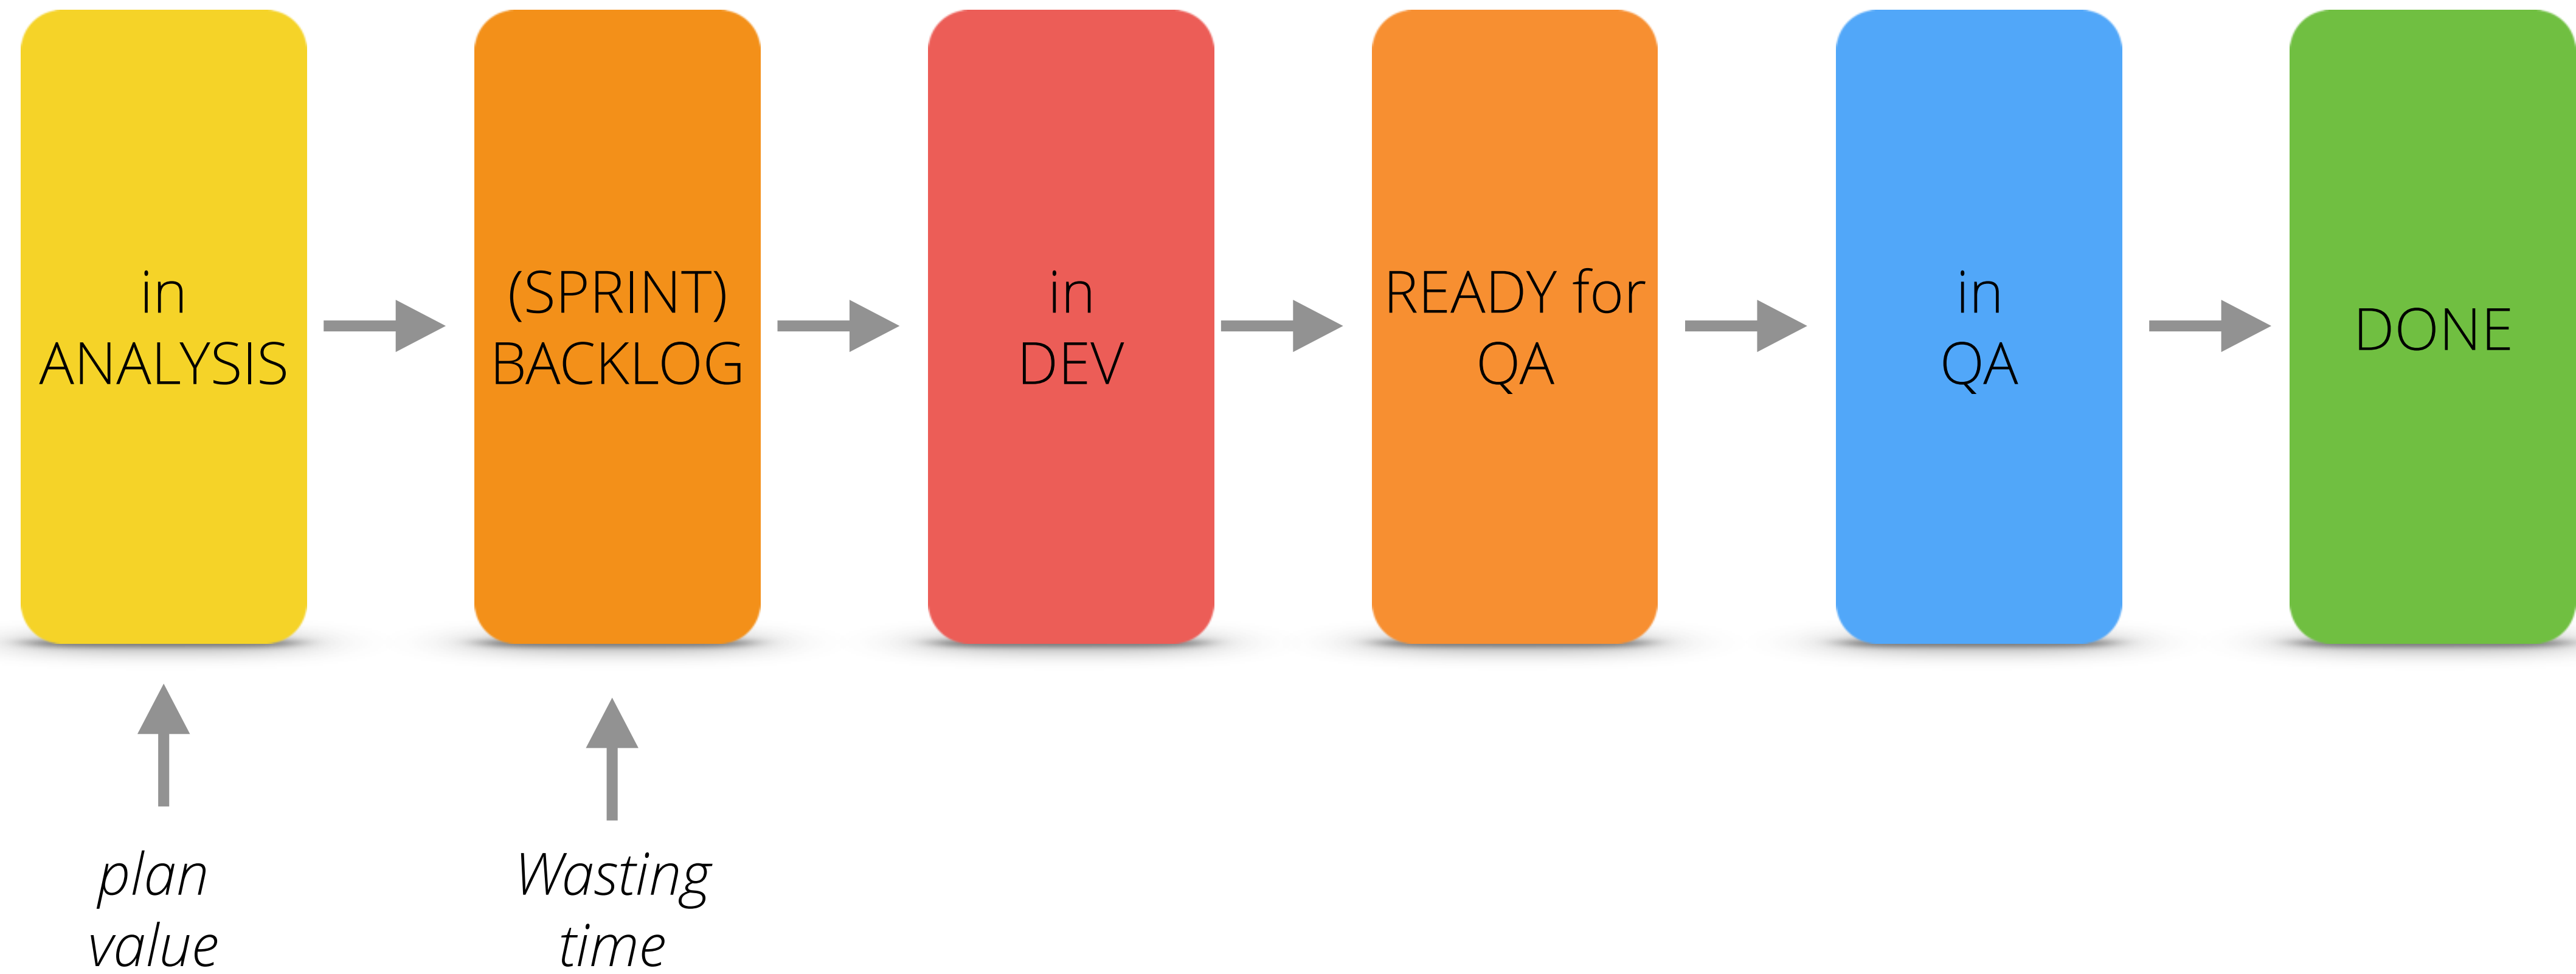 in
ANALYSIS
(SPRINT)
BACKLOG
in
DEV
READY for
QA
in
QA
DONE
plan
value
Wasting
time